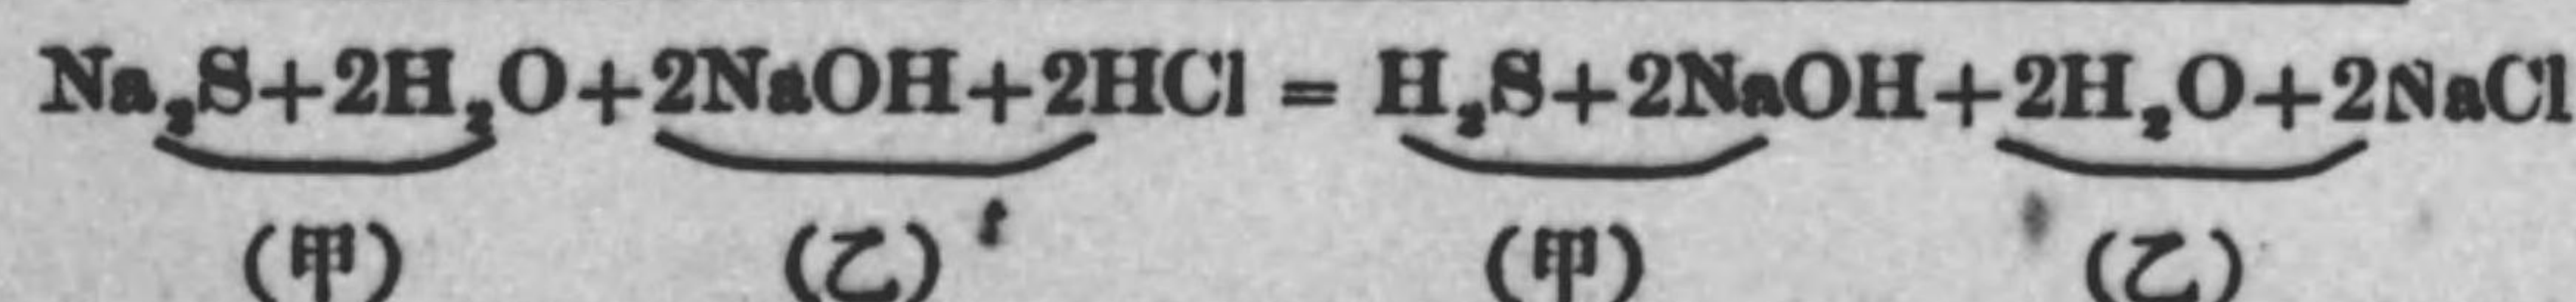 Na₂S+2H₂O+2NaOH+2HCl = H₂S+2NaOH+2H₂O+2NaCl
(甲) (乙) (甲) (乙)